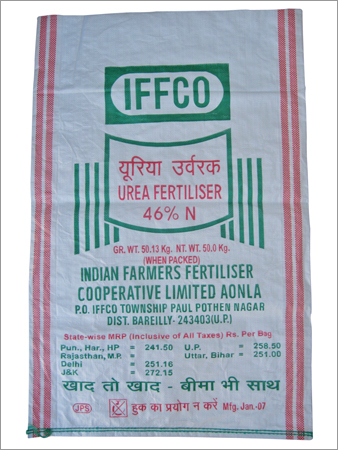 IFFCO
यूरिया उर्वरक
UREA FERTILISER
46% N
GR. WT. 50.13 Kg. NT. WT. 50.0 Kg.
(WHEN PACKED)
INDIAN FARMERS FERTILISER
COOPERATIVE LIMITED AONLA
P.O. IFFCO TOWNSHIP PAUL POTHEN NAGAR
DIST. BAREILLY- 243403(U.P.)
State-wise MRP (Inclusive of All Taxes) Rs. Per Bag
Pun., Har., HP = 241.50 U.P. = 258.50
Rajasthan, M.P. = Uttar, Bihar = 251.00
Delhi = 251.16
J&K = 272.15
खाद तो खाद - बीमा भी साथ
JPS हुक का प्रयोग न करें Mfg. Jan.-07